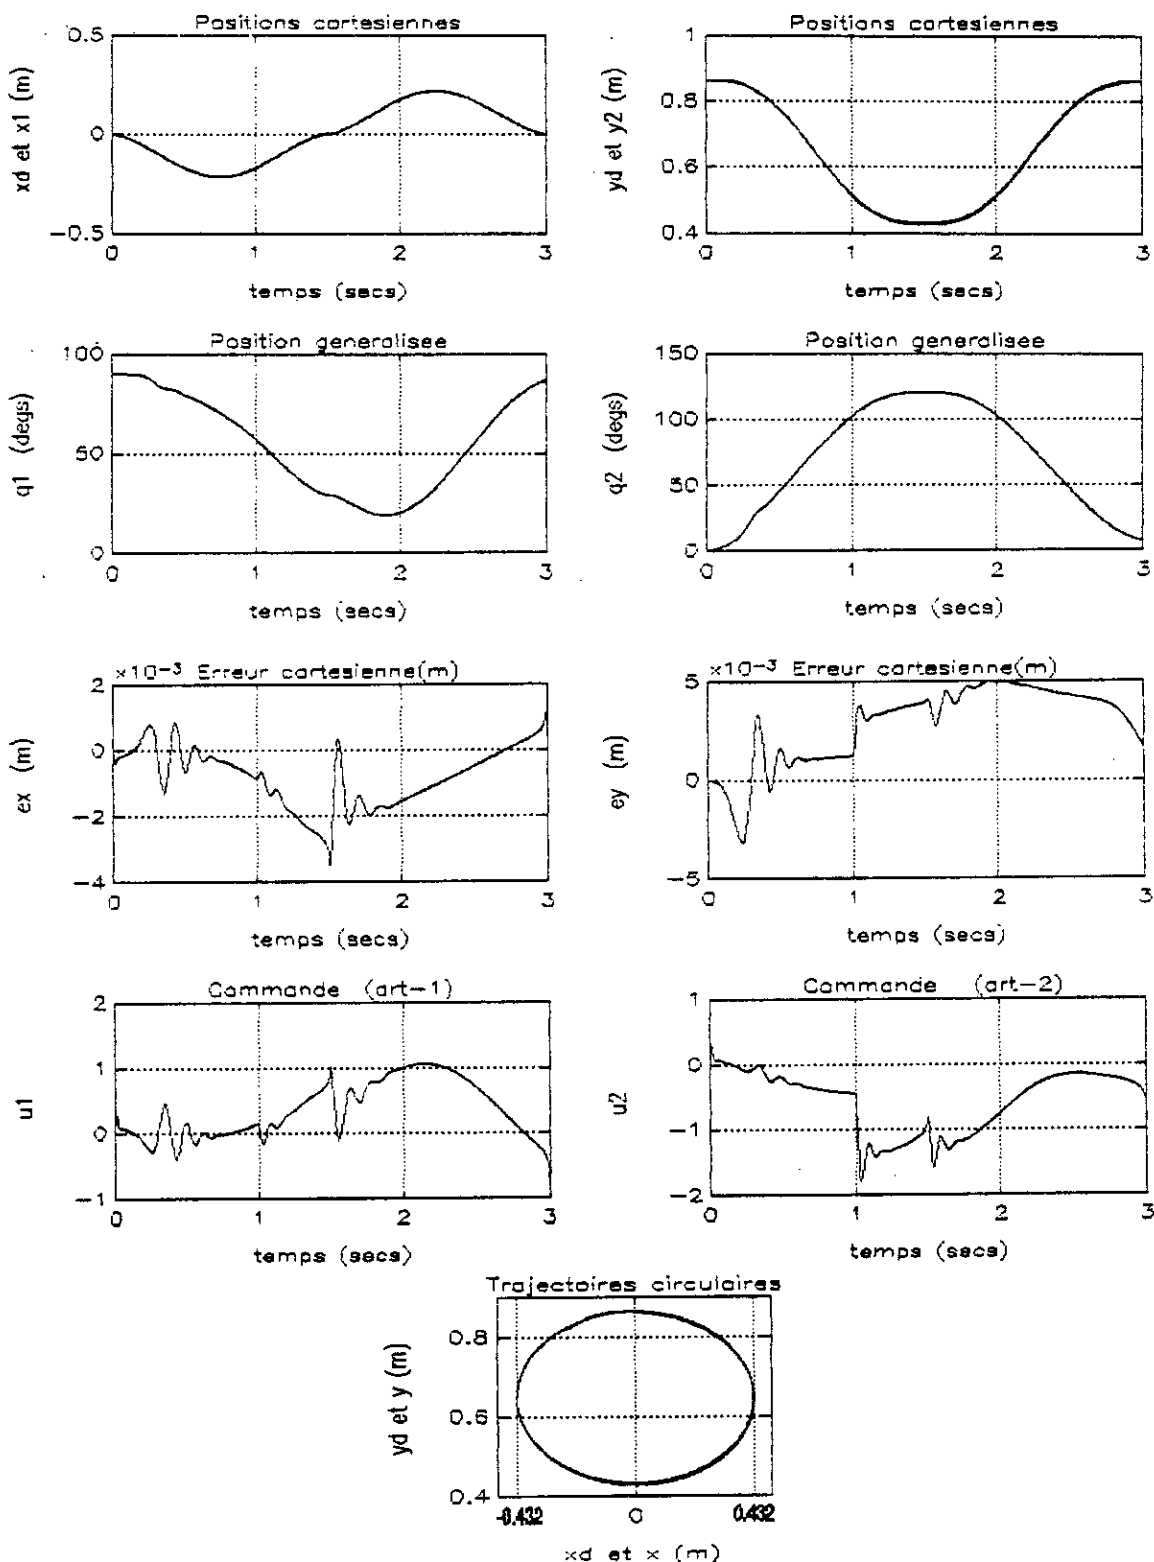 Positions cartesiennes
xd et x1 (m)
0.5
0
-0.5
0 1 2 3
temps (secs)
Positions cartesiennes
yd et y2 (m)
1
0.8
0.6
0.4
0 1 2 3
temps (secs)
Position generalisee
q1 (degs)
100
50
0
0 1 2 3
temps (secs)
Position generalisee
q2 (degs)
150
100
50
0
0 1 2 3
temps (secs)
×10-3 Erreur cartesienne(m)
ex (m)
2
0
-2
-4
0 1 2 3
temps (secs)
×10-3 Erreur cartesienne(m)
ey (m)
5
0
-5
0 1 2 3
temps (secs)
Commande (art-1)
u1
2
1
0
-1
0 1 2 3
temps (secs)
Commande (art-2)
u2
1
0
-1
-2
0 1 2 3
temps (secs)
Trajectoires circulaires
yd et y (m)
0.8
0.6
0.4
-0.432 0 0.432
xd et x (m)